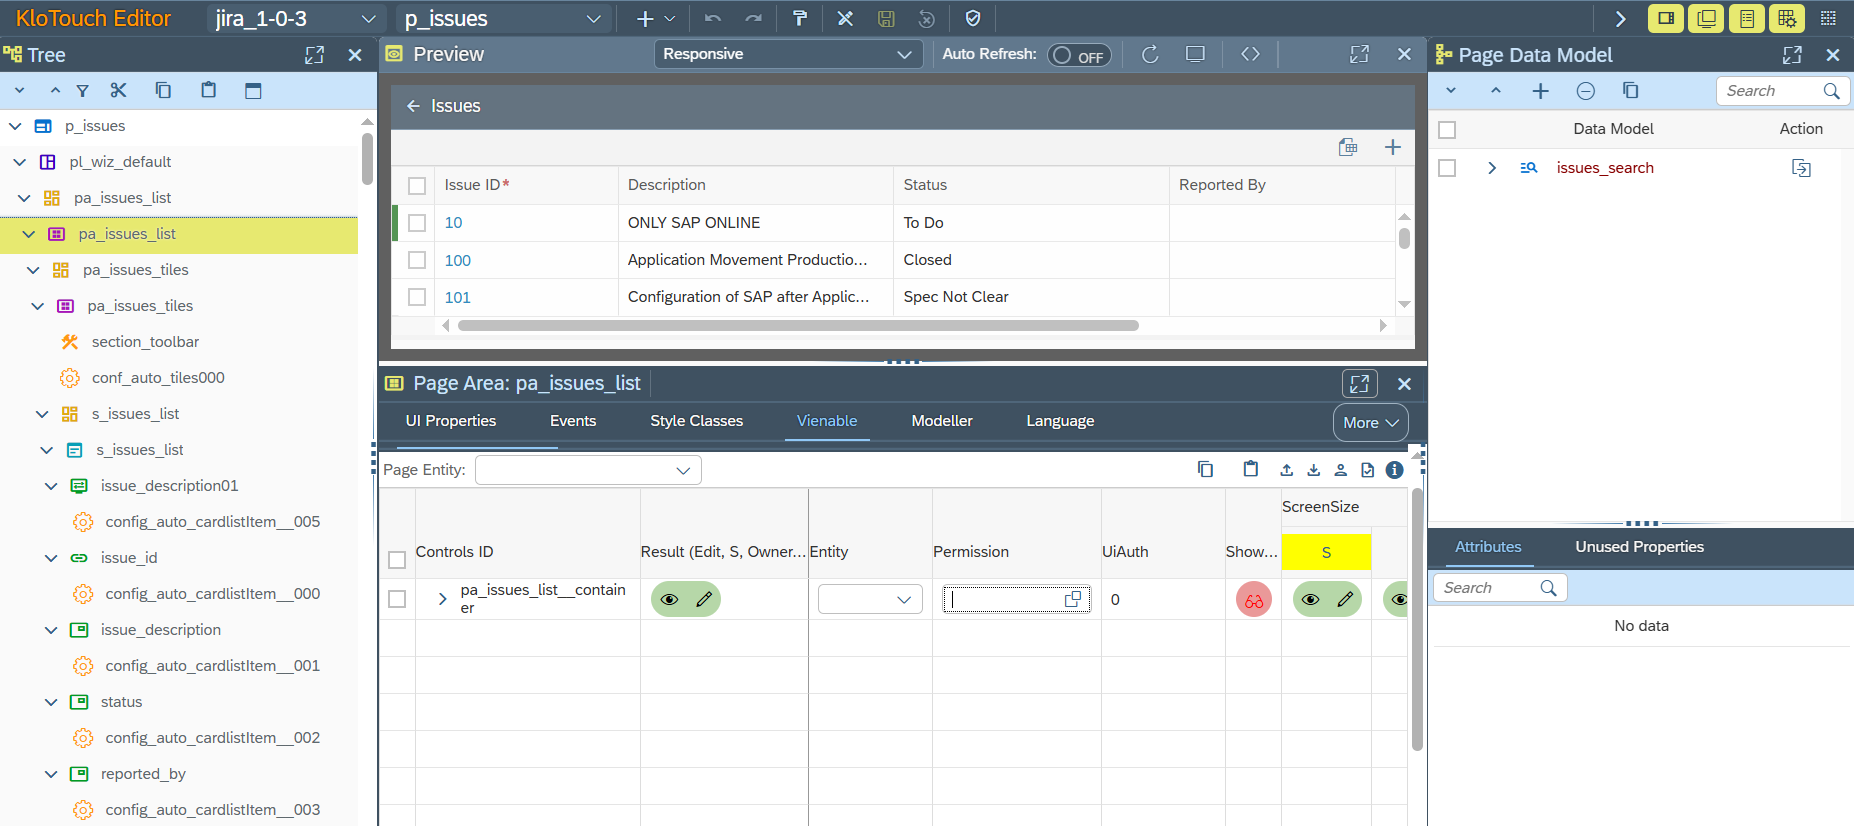 KloTouch Editor jira_1-0-3 p_issues
Tree
p_issues
pl_wiz_default
pa_issues_list
pa_issues_list
pa_issues_tiles
pa_issues_tiles
section_toolbar
conf_auto_tiles000
s_issues_list
s_issues_list
issue_description01
config_auto_cardlistItem__005
issue_id
config_auto_cardlistItem__000
issue_description
config_auto_cardlistItem__001
status
config_auto_cardlistItem__002
reported_by
config_auto_cardlistItem__003
Preview Responsive Auto Refresh: OFF
Issues
Issue ID* Description Status Reported By
10 ONLY SAP ONLINE To Do
100 Application Movement Productio... Closed
101 Configuration of SAP after Applic... Spec Not Clear
Page Area: pa_issues_list
UI Properties Events Style Classes Vienable Modeller Language More
Page Entity:
ScreenSize
Controls ID Result (Edit, S, Owner... Entity Permission UiAuth Show... S
pa_issues_list__contain
er
0
Page Data Model
Search
Data Model Action
issues_search
Attributes Unused Properties
Search
No data